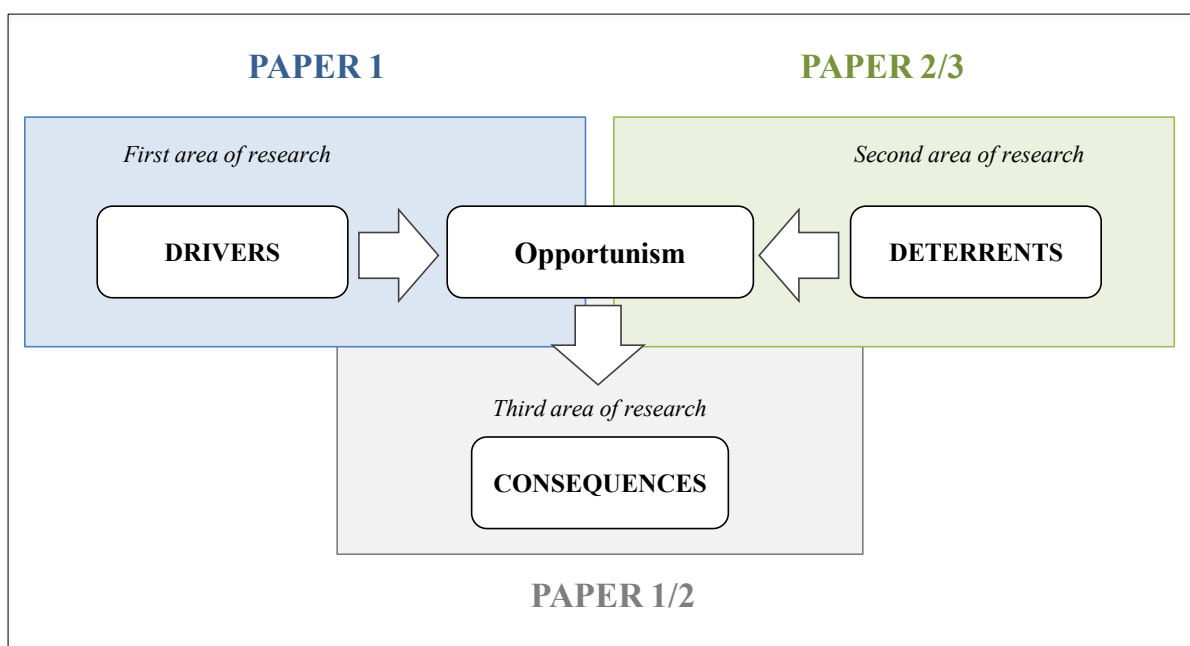 PAPER 1
PAPER 2/3
First area of research
Second area of research
DRIVERS
Opportunism
DETERRENTS
Third area of research
CONSEQUENCES
PAPER 1/2